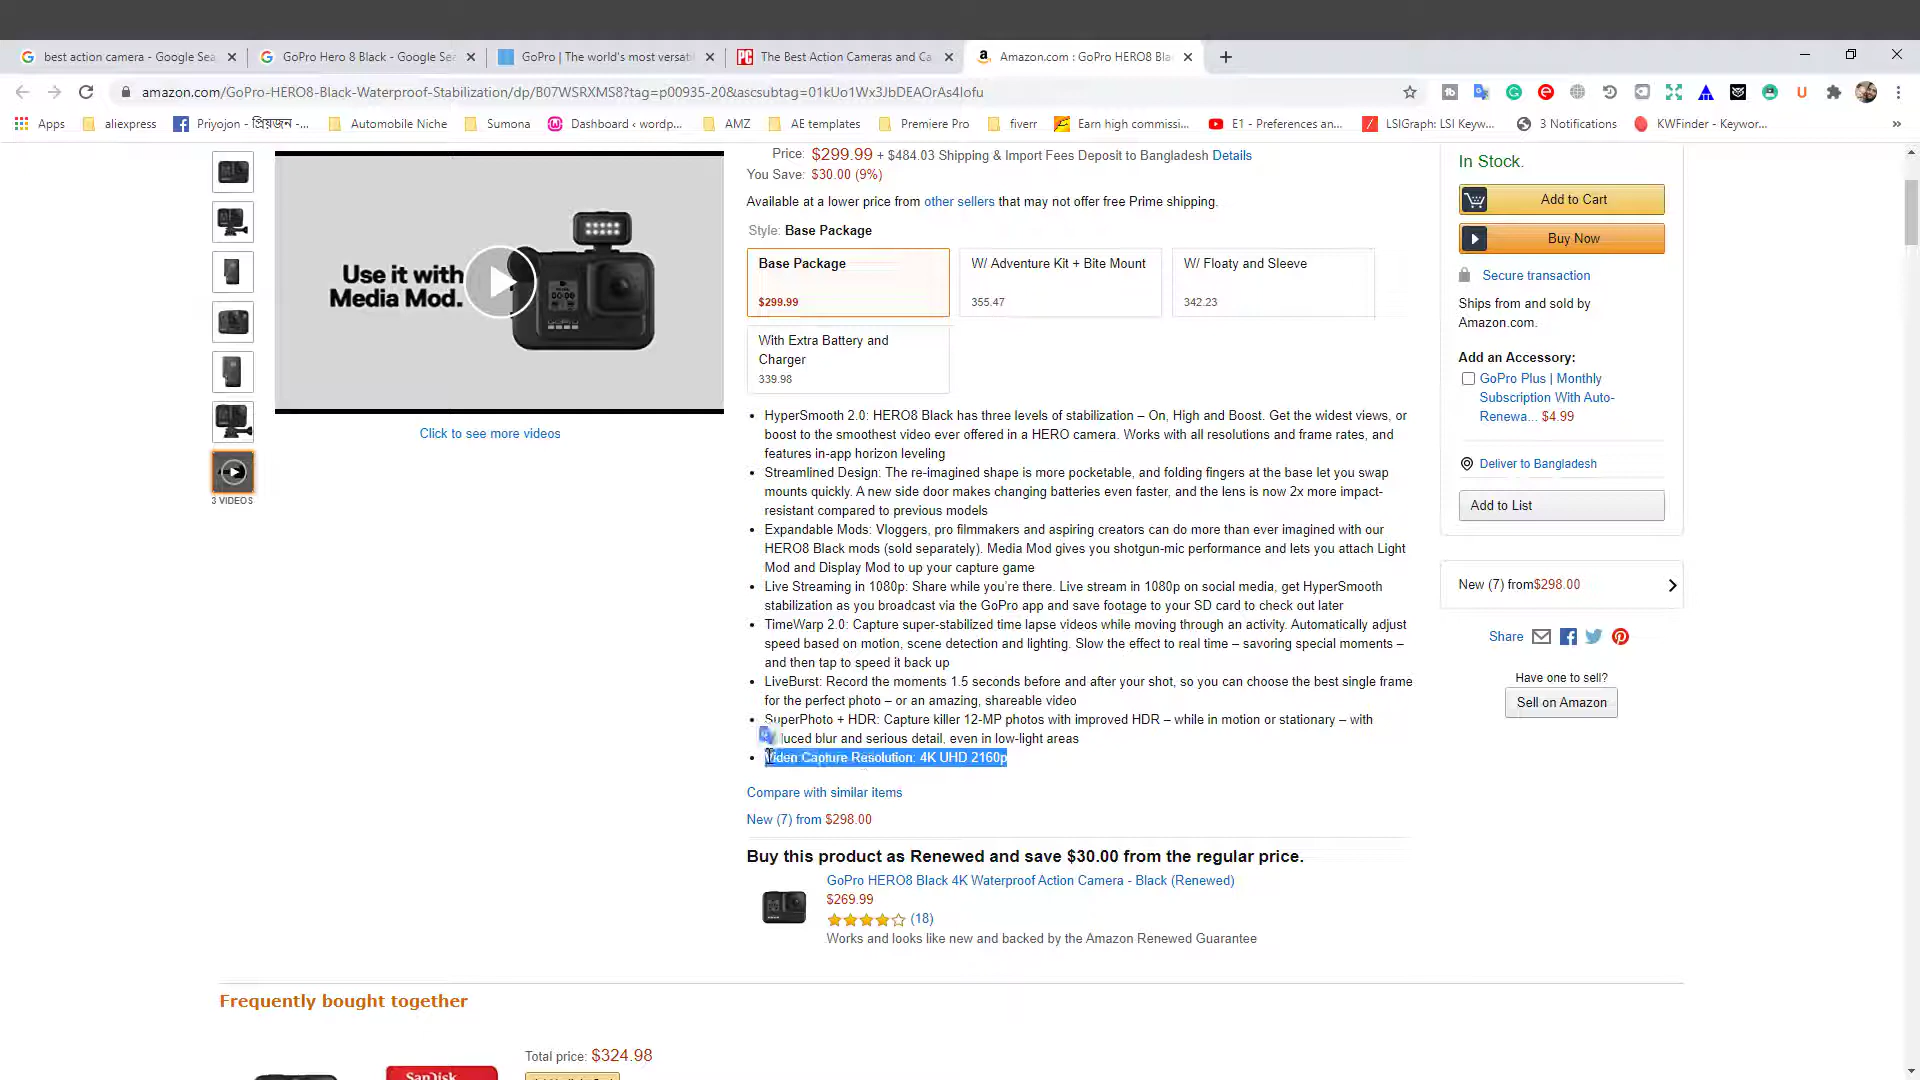 best action camera - Google Sea
GoPro Hero 8 Black - Google Sea
GoPro | The world's most versati
The Best Action Cameras and Ca
Amazon.com : GoPro HERO8 Bla
amazon.com/GoPro-HERO8-Black-Waterproof-Stabilization/dp/B07WSRXMS8?tag=p00935-20&ascsubtag=01kUo1Wx3JbDEAOrAs4lofu
Apps
aliexpress
Priyojon - প্রিয়জন -...
Automobile Niche
Sumona
Dashboard ‹ wordp...
AMZ
AE templates
Premiere Pro
fiverr
Earn high commissi...
E1 - Preferences an...
LSIGraph: LSI Keyw...
3 Notifications
KWFinder - Keywor...
»
Use it with
Media Mod.
Click to see more videos
3 VIDEOS
Price: $299.99 + $484.03 Shipping & Import Fees Deposit to Bangladesh Details
You Save: $30.00 (9%)
Available at a lower price from other sellers that may not offer free Prime shipping.
Style: Base Package
Base Package
$299.99
W/ Adventure Kit + Bite Mount
355.47
W/ Floaty and Sleeve
342.23
With Extra Battery and
Charger
339.98
• HyperSmooth 2.0: HERO8 Black has three levels of stabilization – On, High and Boost. Get the widest views, or
boost to the smoothest video ever offered in a HERO camera. Works with all resolutions and frame rates, and
features in-app horizon leveling
• Streamlined Design: The re-imagined shape is more pocketable, and folding fingers at the base let you swap
mounts quickly. A new side door makes changing batteries even faster, and the lens is now 2x more impact-
resistant compared to previous models
• Expandable Mods: Vloggers, pro filmmakers and aspiring creators can do more than ever imagined with our
HERO8 Black mods (sold separately). Media Mod gives you shotgun-mic performance and lets you attach Light
Mod and Display Mod to up your capture game
• Live Streaming in 1080p: Share while you're there. Live stream in 1080p on social media, get HyperSmooth
stabilization as you broadcast via the GoPro app and save footage to your SD card to check out later
• TimeWarp 2.0: Capture super-stabilized time lapse videos while moving through an activity. Automatically adjust
speed based on motion, scene detection and lighting. Slow the effect to real time – savoring special moments –
and then tap to speed it back up
• LiveBurst: Record the moments 1.5 seconds before and after your shot, so you can choose the best single frame
for the perfect photo – or an amazing, shareable video
• SuperPhoto + HDR: Capture killer 12-MP photos with improved HDR – while in motion or stationary – with
uced blur and serious detail, even in low-light areas
• Video Capture Resolution: 4K UHD 2160p
Compare with similar items
New (7) from $298.00
Buy this product as Renewed and save $30.00 from the regular price.
GoPro HERO8 Black 4K Waterproof Action Camera - Black (Renewed)
$269.99
(18)
Works and looks like new and backed by the Amazon Renewed Guarantee
In Stock.
Add to Cart
Buy Now
Secure transaction
Ships from and sold by
Amazon.com.
Add an Accessory:
GoPro Plus | Monthly
Subscription With Auto-
Renewa... $4.99
Deliver to Bangladesh
Add to List
New (7) from$298.00
Share
Have one to sell?
Sell on Amazon
Frequently bought together
Total price: $324.98
SanDisk